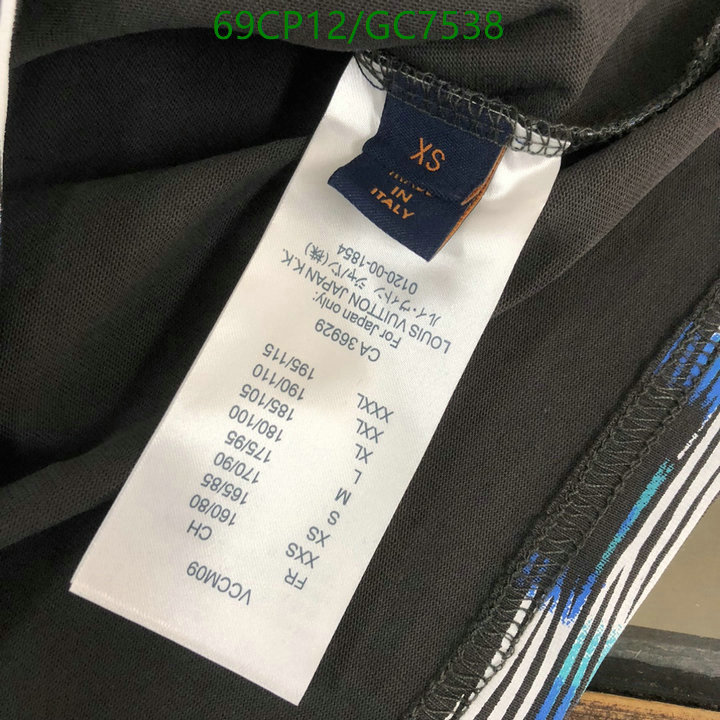 69CP12/GC7538
XS
IN
ITALY
VCCM09
FR CH
XXS 160/80
XS 165/85
S 170/90
M 175/95
L 180/100
XL 185/105
XXL 190/110
XXXL 195/115
CA 36929
For Japan only:
LOUIS VUITTON JAPAN K.K.
ルイ・ヴィトン ジャパン(株)
0120-00-1854